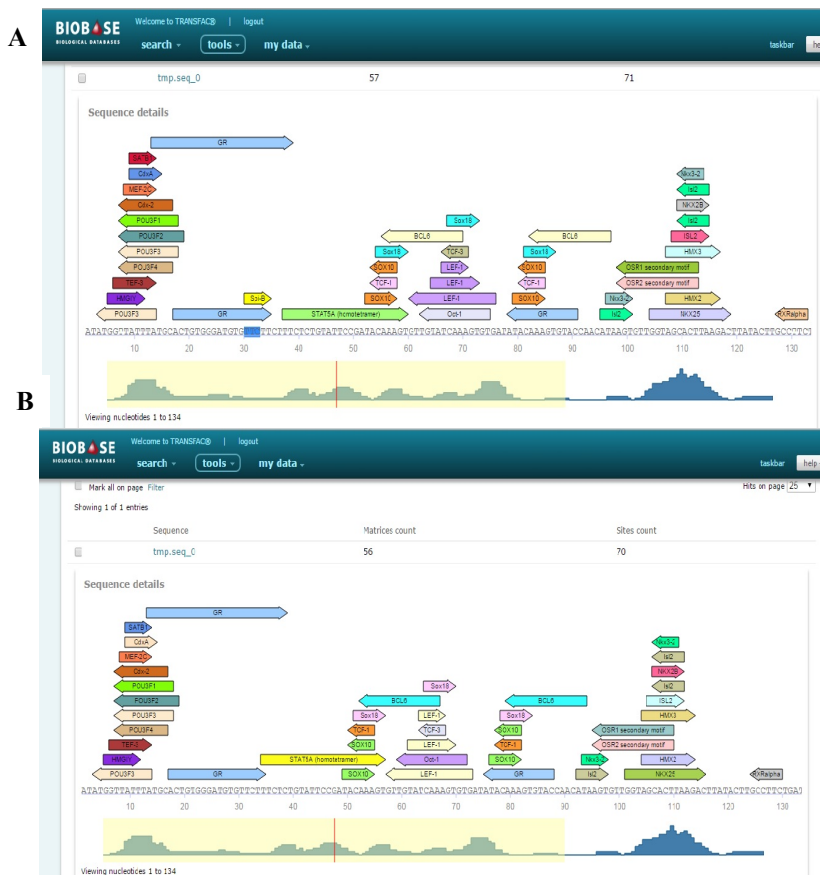 A
BIOBASE
BIOLOGICAL DATABASES
Welcome to TRANSFAC® | logout
search tools my data
taskbar he
tmp.seq_0 57 71
Sequence details
GR
SATB1
CdxA Nkx3-2
MEF-2C Isl2
Cdx-2 NKX2B
POU3F1 Sox18 Isl2
POU3F2 BCL6 BCL6 ISL2
POU3F3 Sox18 TCF-3 Sox18 HMX3
POU3F4 SOX10 LEF-1 SOX10 OSR1 secondary motif
TEF-3 TCF-1 LEF-1 TCF-1 OSR2 secondary motif
HMGIY SOX10 LEF-1 SOX10 Nkx3-2 HMX2
POU3F3 GR STAT5A (homotetramer) Oct-1 GR Isl2 NKX25 RXRalpha
ATATGGTTATTTATGCACTGTGGGATGTG TTCTTTCTCTGTATTCCGATACAAAGTGTTGTATCAAAGTGTGATATACAAAGTGTACCAACATAAGTGTTGGTAGCACTTAAGACTTATACTTGCCTTCT
10 20 30 40 50 60 70 80 90 100 110 120 130
Viewing nucleotides 1 to 134
B
BIOBASE
BIOLOGICAL DATABASES
Welcome to TRANSFAC® | logout
search tools my data
taskbar help
Mark all on page Filter Hits on page 25
Showing 1 of 1 entries
Sequence Matrices count Sites count
tmp.seq_0 56 70
Sequence details
GR
SATB1
CdxA Nkx3-2
MEF-2C Isl2
Cdx-2 NKX2B
POU3F1 Sox18 Isl2
POU3F2 BCL6 BCL6 ISL2
POU3F3 Sox18 LEF-1 Sox18 HMX3
POU3F4 TCF-1 TCF-3 SOX10 OSR1 secondary motif
TEF-3 SOX10 LEF-1 TCF-1 OSR2 secondary motif
HMGIY STAT5A (homotetramer) Oct-1 SOX10 Nkx3-2 HMX2
POU3F3 GR SOX10 LEF-1 GR Isl2 NKX25 RXRalpha
ATATGGTTATTTATGCACTGTGGGATGTGTTCTTTCTCTGTATTCCGATACAAAGTGTTGTATCAAAGTGTGATATACAAAGTGTACCAACATAAGTGTTGGTAGCACTTAAGACTTATACTTGCCTTCTGAT
10 20 30 40 50 60 70 80 90 100 110 120 130
Viewing nucleotides 1 to 134